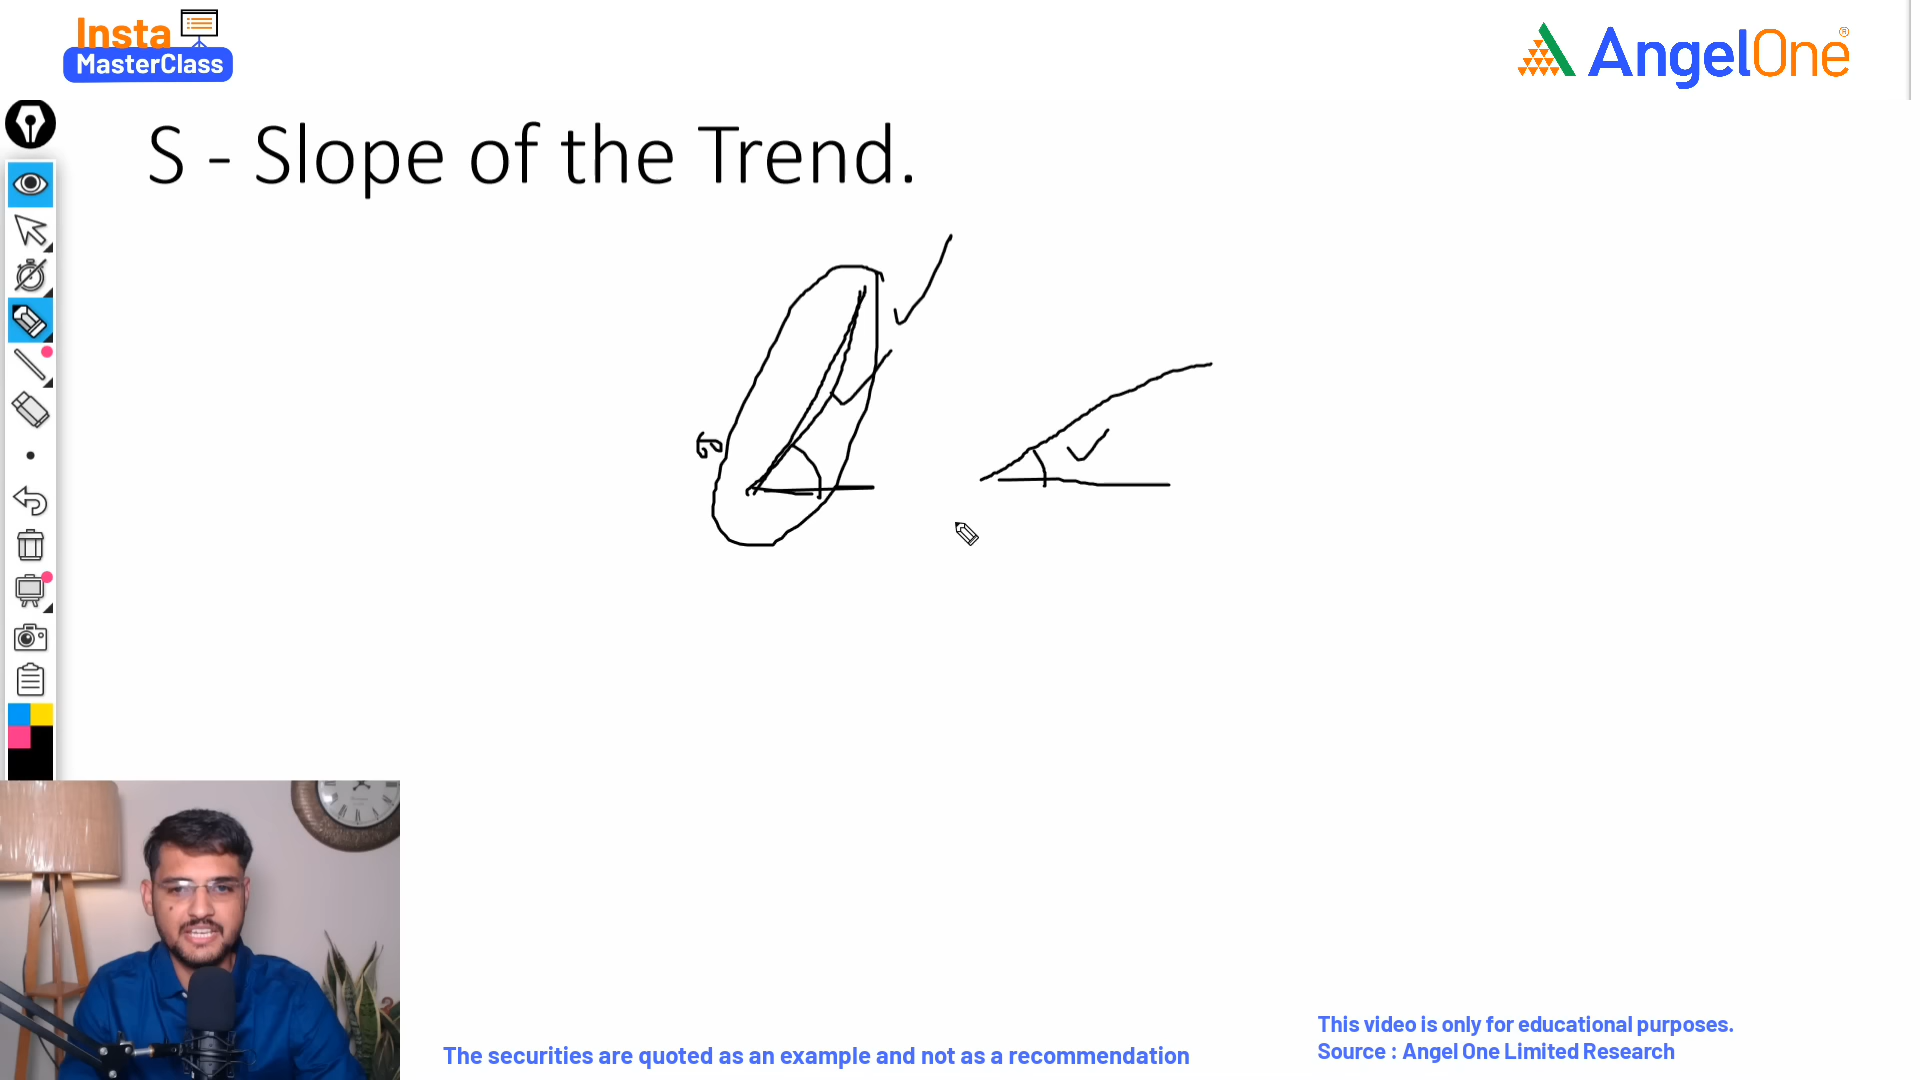 Insta
MasterClass
AngelOne®
S - Slope of the Trend.
The securities are quoted as an example and not as a recommendation
This video is only for educational purposes.
Source : Angel One Limited Research